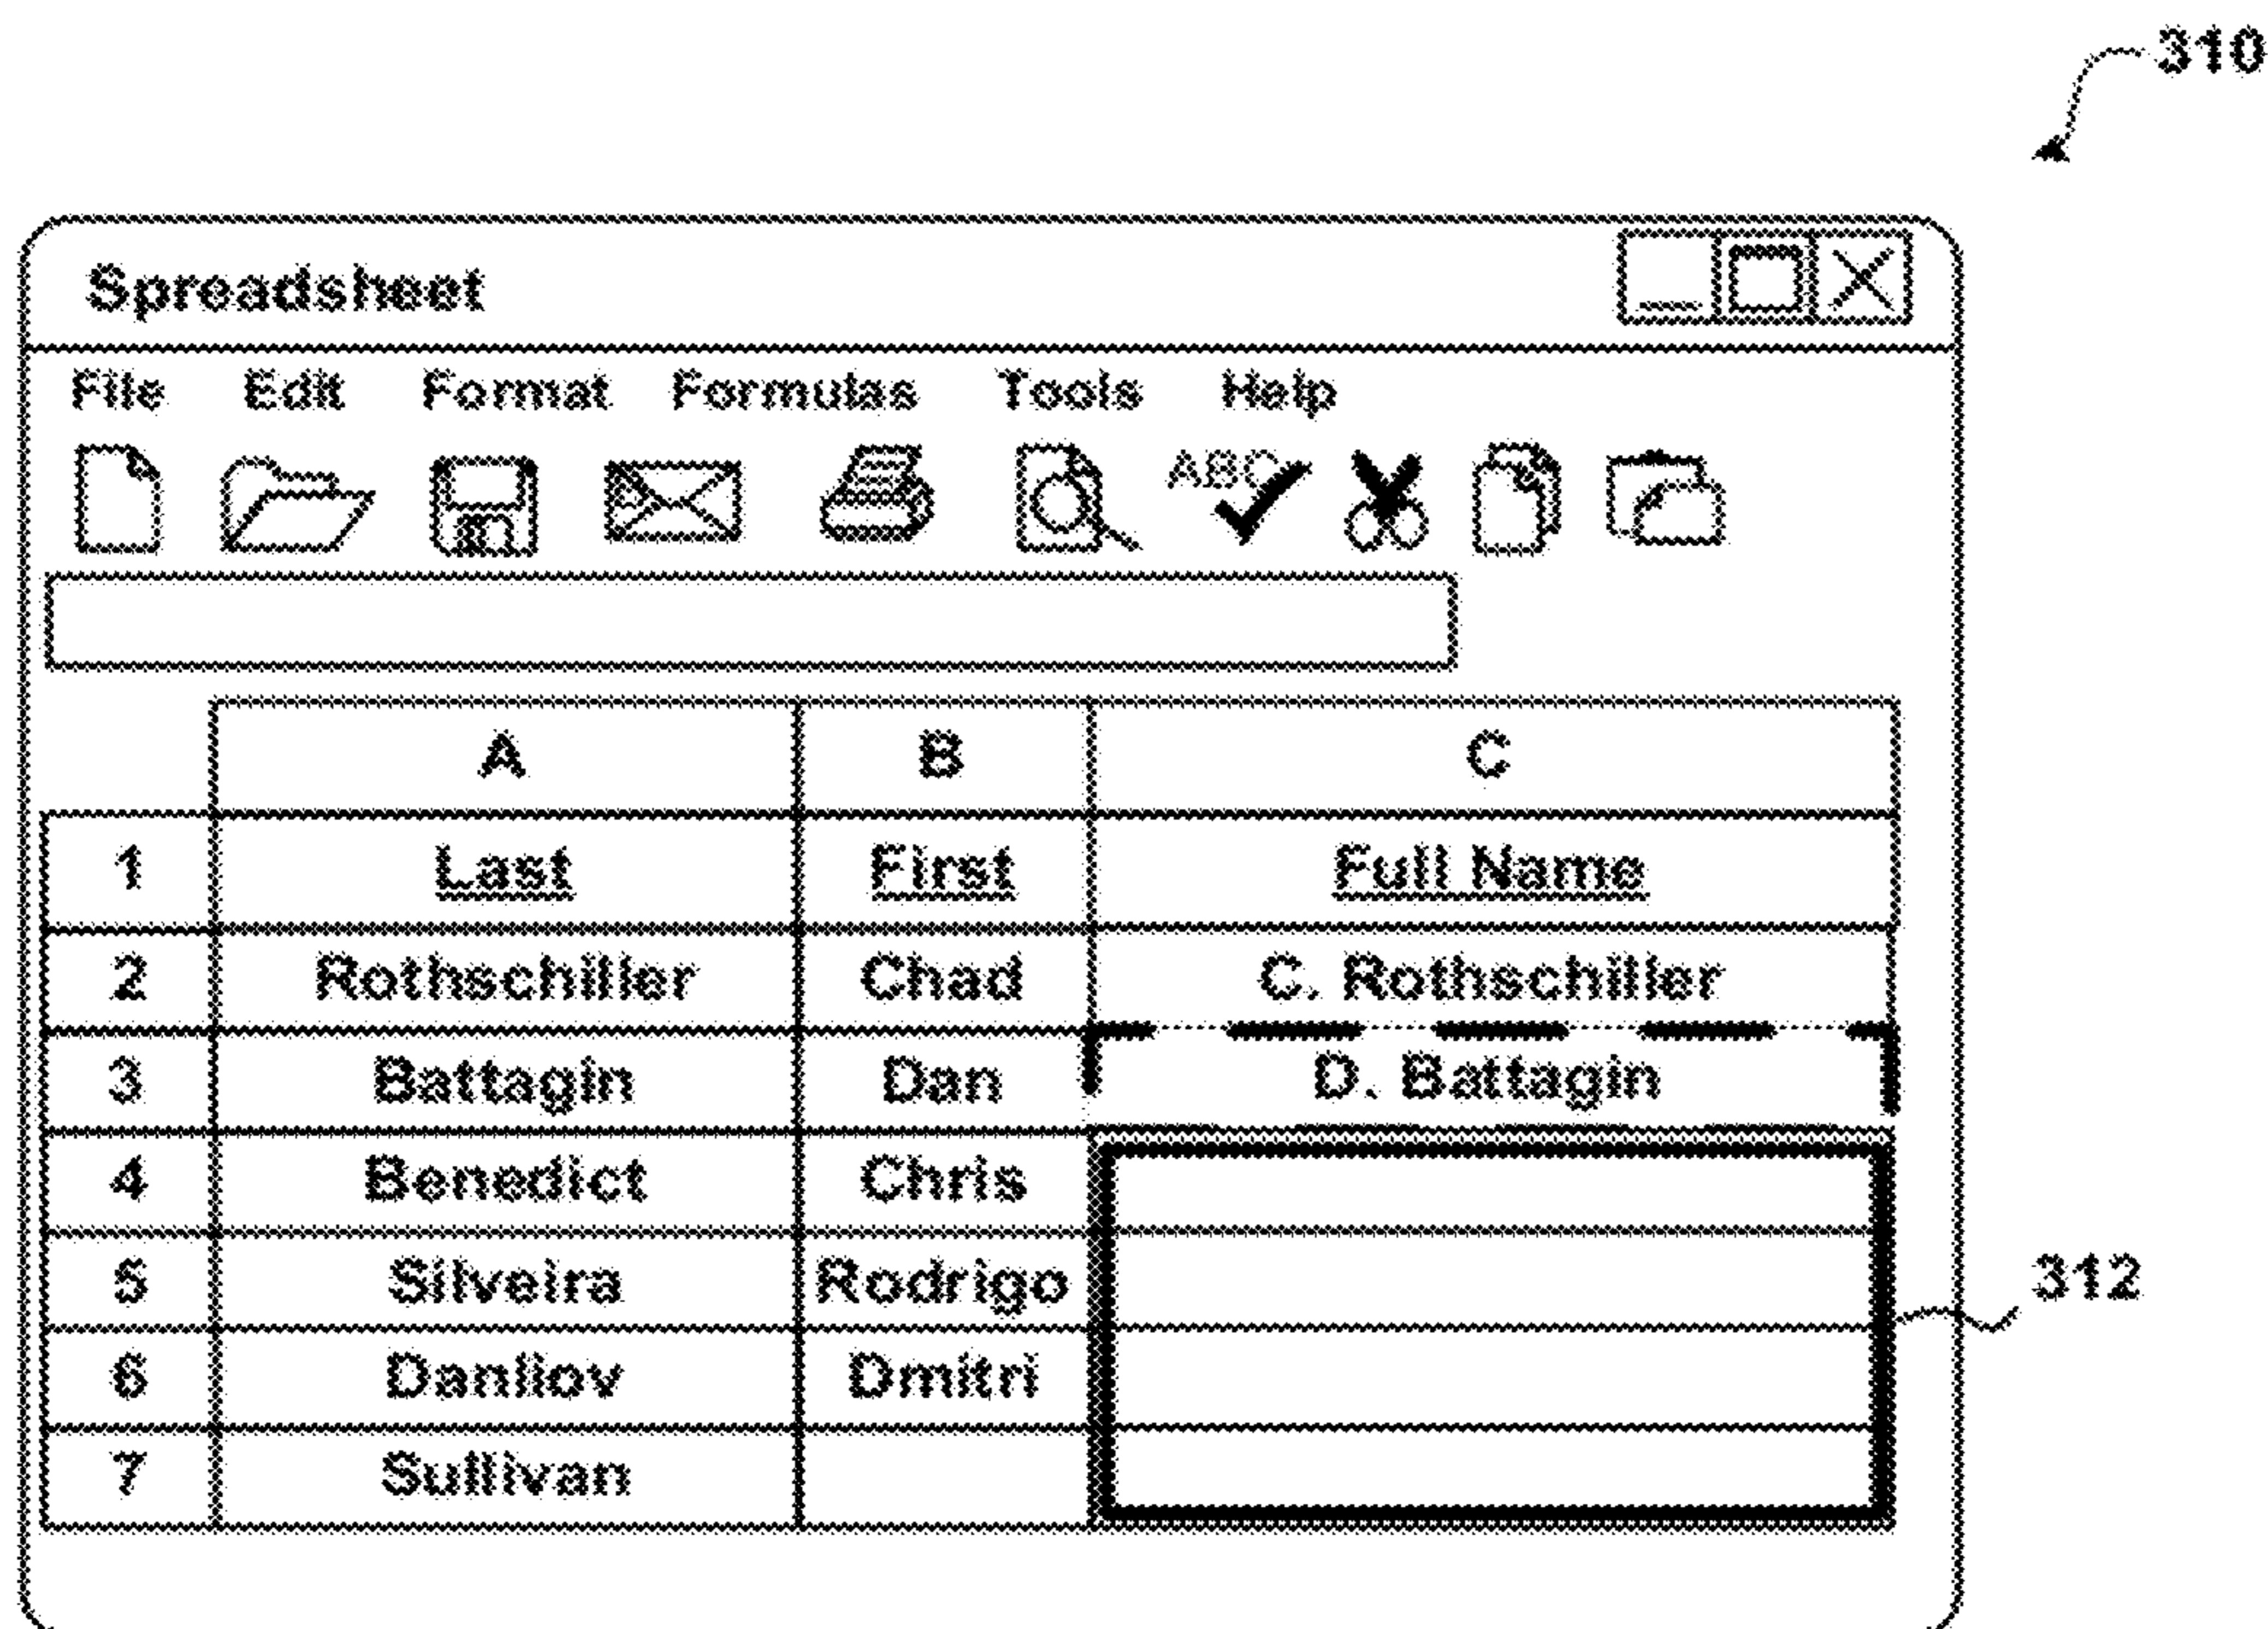 310
Spreadsheet
File Edit Format Formulas Tools Help
ABC
A B C
1 Last First Full Name
2 Rothschiller Chad C. Rothschiller
3 Battagin Dan D. Battagin
4 Benedict Chris
5 Silveira Rodrigo
312
6 Danilov Dmitri
7 Sullivan